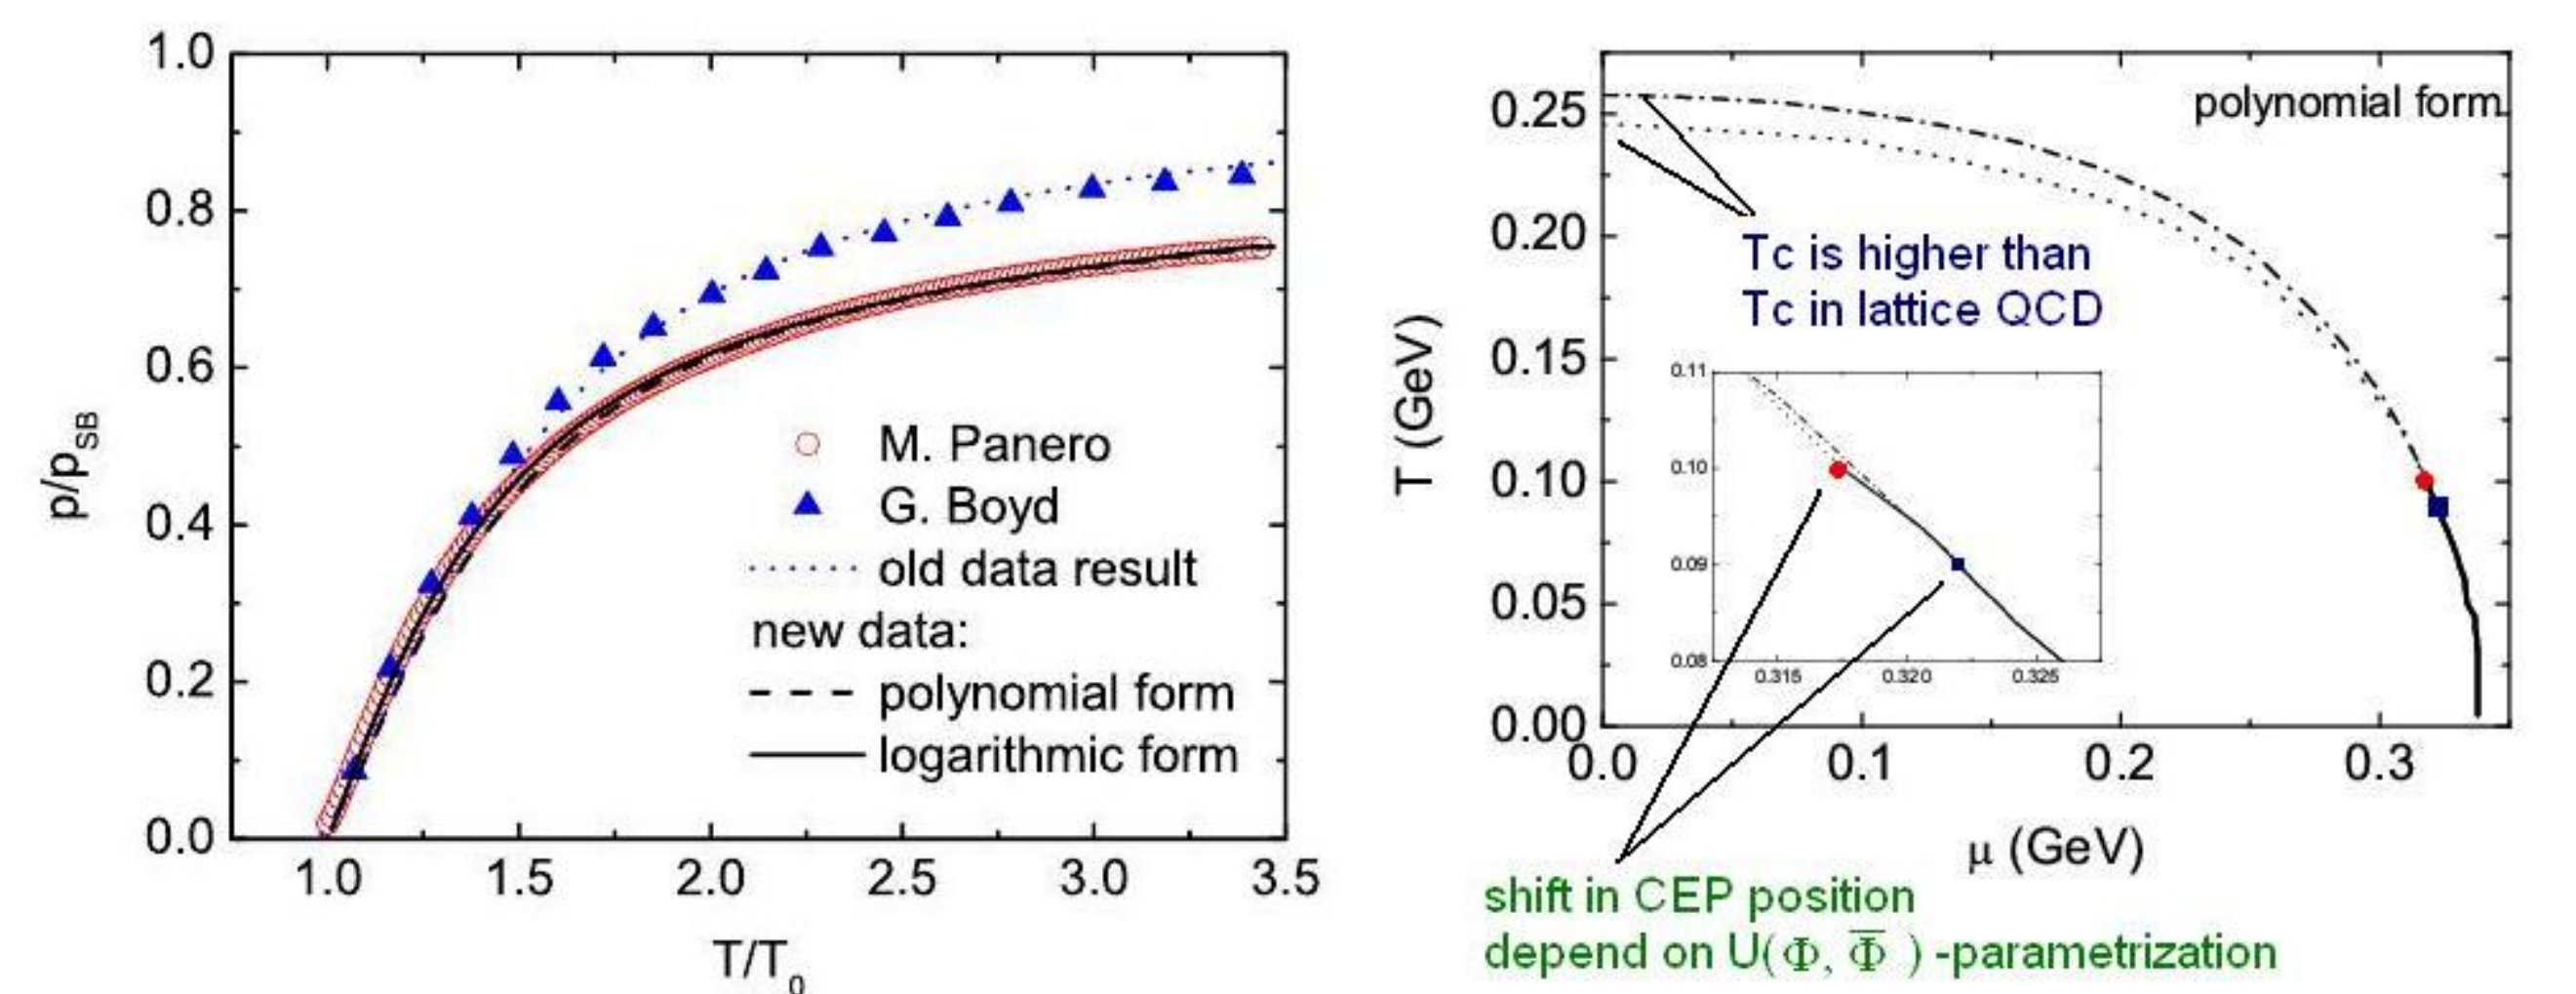 1.0
0.8
0.6
0.4
0.2
0.0
p/p_SB
M. Panero
G. Boyd
old data result
new data:
polynomial form
logarithmic form
1.0 1.5 2.0 2.5 3.0 3.5
T/T_0
0.25
0.20
0.15
0.10
0.05
0.00
T (GeV)
polynomial form
Tc is higher than
Tc in lattice QCD
0.11
0.10
0.09
0.08
0.315 0.320 0.325
0.0 0.1 0.2 0.3
μ (GeV)
shift in CEP position
depend on U(Φ, Φ̅ ) -parametrization